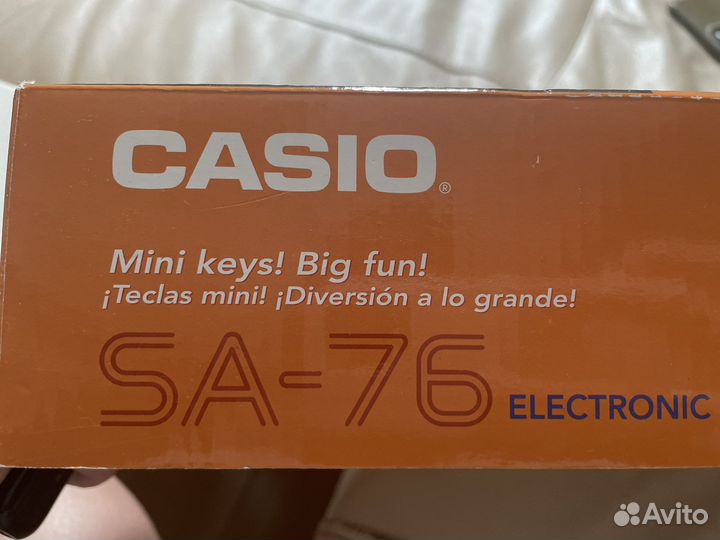 CASIO®
Mini keys! Big fun!
¡Teclas mini! ¡Diversión a lo grande!
SA-76 ELECTRONIC
Avito